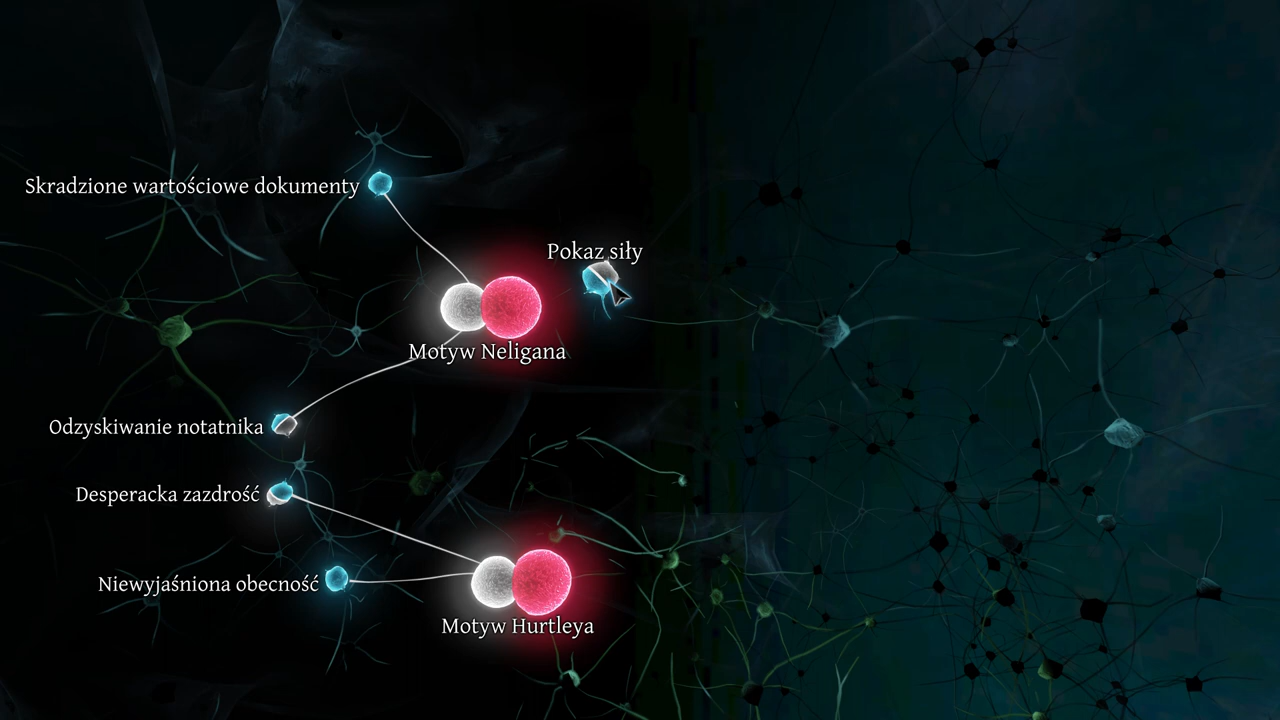 Skradzione wartościowe dokumenty
Pokaz siły
Motyw Neligana
Odzyskiwanie notatnika
Desperacka zazdrość
Niewyjaśniona obecność
Motyw Hurtleya